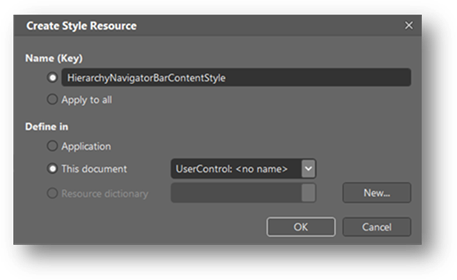 Create Style Resource
Name (Key)
HierarchyNavigatorBarContentStyle
Apply to all
Define in
Application
This document UserControl: <no name>
Resource dictionary New...
OK Cancel